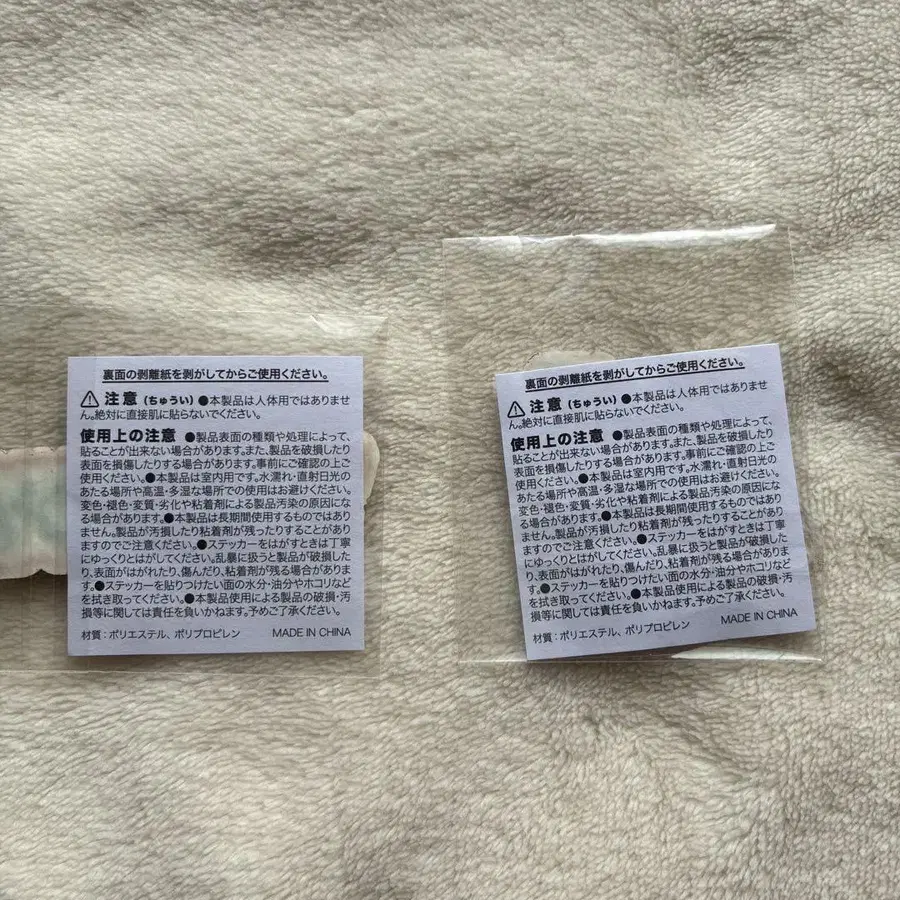 裏面の剥離紙を剥がしてからご使用ください。
⚠ 注意 (ちゅうい) ●本製品は人体用ではありませ
ん。絶対に直接肌に貼らないでください。
使用上の注意 ●製品表面の種類や処理によって、
貼ることが出来ない場合があります。また、製品を破損したり
表面を損傷したりする場合があります。事前にご確認の上ご
使用ください。●本製品は室内用です。水濡れ・直射日光の
あたる場所や高温・多湿な場所での使用はお避けください。
変色・褪色・変質・劣化や粘着剤による製品汚染の原因にな
る場合があります。●本製品は長期間使用するものではあり
ません。製品が汚損したり粘着剤が残ったりすることがあり
ますのでご注意ください。●ステッカーをはがすときは丁寧
にゆっくりとはがしてください。乱暴に扱うと製品が破損した
り、表面がはがれたり、傷んだり、粘着剤が残る場合がありま
す。●ステッカーを貼りつけたい面の水分・油分やホコリなど
を拭き取ってください。●本製品使用による製品の破損・汚
損等に関しては責任を負いかねます。予めご了承ください。
材質：ポリエステル、ポリプロピレン MADE IN CHINA
裏面の剥離紙を剥がしてからご使用ください。
⚠ 注意 (ちゅうい) ●本製品は人体用ではありませ
ん。絶対に直接肌に貼らないでください。
使用上の注意 ●製品表面の種類や処理によって、
貼ることが出来ない場合があります。また、製品を破損したり
表面を損傷したりする場合があります。事前にご確認の上ご
使用ください。●本製品は室内用です。水濡れ・直射日光の
あたる場所や高温・多湿な場所での使用はお避けください。
変色・褪色・変質・劣化や粘着剤による製品汚染の原因にな
る場合があります。●本製品は長期間使用するものではあり
ません。製品が汚損したり粘着剤が残ったりすることがあり
ますのでご注意ください。●ステッカーをはがすときは丁寧
にゆっくりとはがしてください。乱暴に扱うと製品が破損した
り、表面がはがれたり、傷んだり、粘着剤が残る場合がありま
す。●ステッカーを貼りつけたい面の水分・油分やホコリなど
を拭き取ってください。●本製品使用による製品の破損・汚
損等に関しては責任を負いかねます。予めご了承ください。
材質：ポリエステル、ポリプロピレン MADE IN CHINA